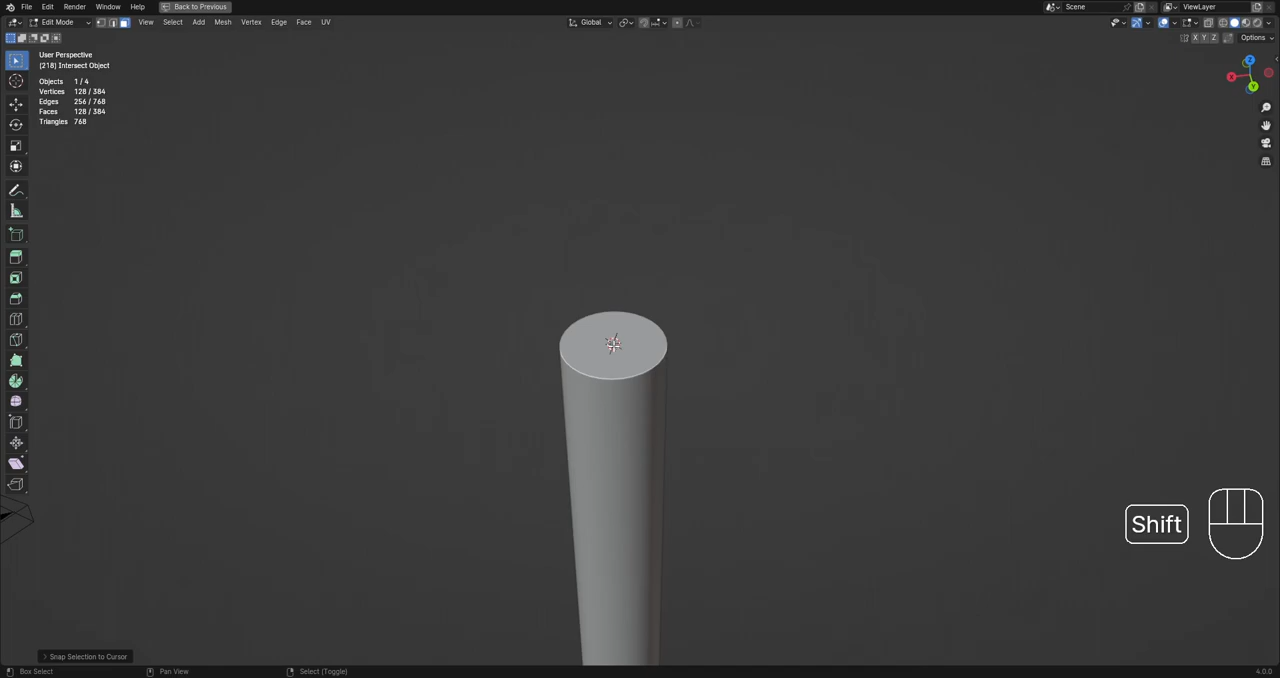 File Edit Render Window Help Back to Previous Scene ViewLayer
Edit Mode View Select Add Mesh Vertex Edge Face UV Global
X Y Z Options
User Perspective
(218) Intersect Object
Objects 1 / 4
Vertices 128 / 384
Edges 256 / 768
Faces 128 / 384
Triangles 768
Z
X
Y
Shift
Snap Selection to Cursor
Box Select Pan View Select (Toggle) 4.0.0